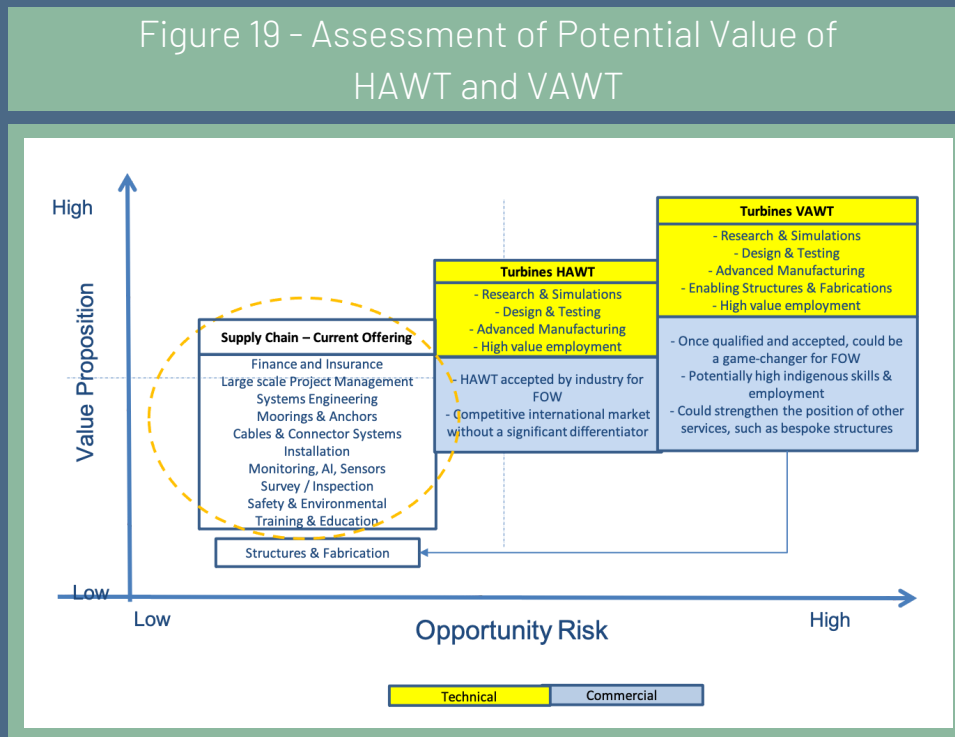 Figure 19 - Assessment of Potential Value of
HAWT and VAWT
High
Value Proposition
Low
Low
Opportunity Risk
High
Supply Chain – Current Offering
Finance and Insurance
Large scale Project Management
Systems Engineering
Moorings & Anchors
Cables & Connector Systems
Installation
Monitoring, AI, Sensors
Survey / Inspection
Safety & Environmental
Training & Education
Structures & Fabrication
Turbines HAWT
- Research & Simulations
- Design & Testing
- Advanced Manufacturing
- High value employment
- HAWT accepted by industry for
FOW
- Competitive international market
without a significant differentiator
Turbines VAWT
- Research & Simulations
- Design & Testing
- Advanced Manufacturing
- Enabling Structures & Fabrications
- High value employment
- Once qualified and accepted, could be
a game-changer for FOW
- Potentially high indigenous skills &
employment
- Could strengthen the position of other
services, such as bespoke structures
Technical
Commercial